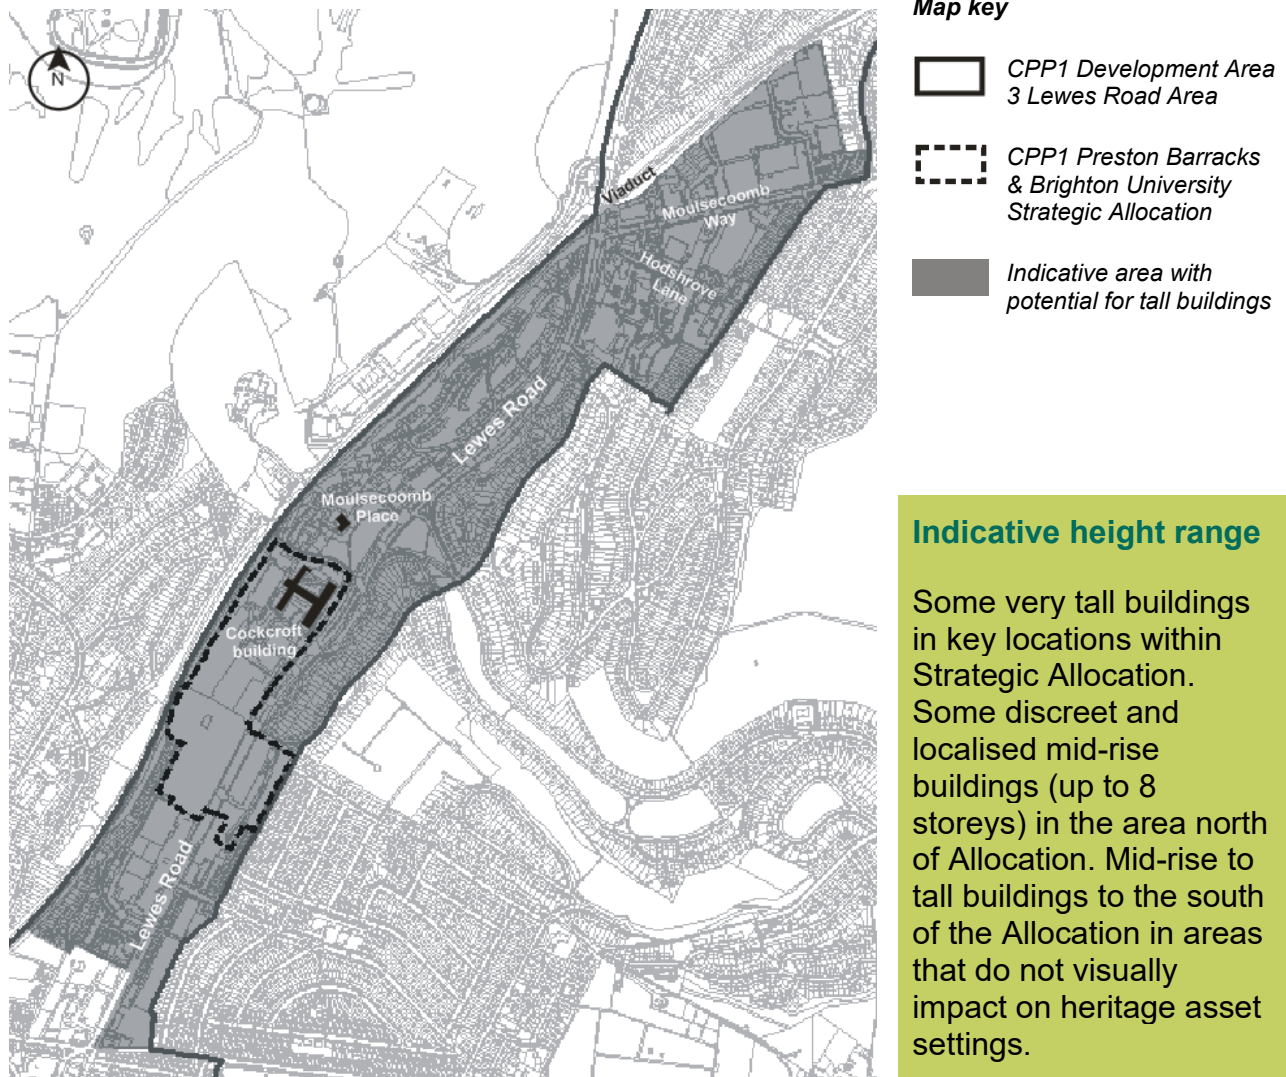 Map key
CPP1 Development Area
3 Lewes Road Area
CPP1 Preston Barracks
& Brighton University
Strategic Allocation
Indicative area with
potential for tall buildings
N
Viaduct
Moulsecoomb
Way
Hodshrove
Lane
Lewes Road
Moulsecoomb
Place
Cockcroft
building
Lewes Road
Indicative height range
Some very tall buildings
in key locations within
Strategic Allocation.
Some discreet and
localised mid-rise
buildings (up to 8
storeys) in the area north
of Allocation. Mid-rise to
tall buildings to the south
of the Allocation in areas
that do not visually
impact on heritage asset
settings.